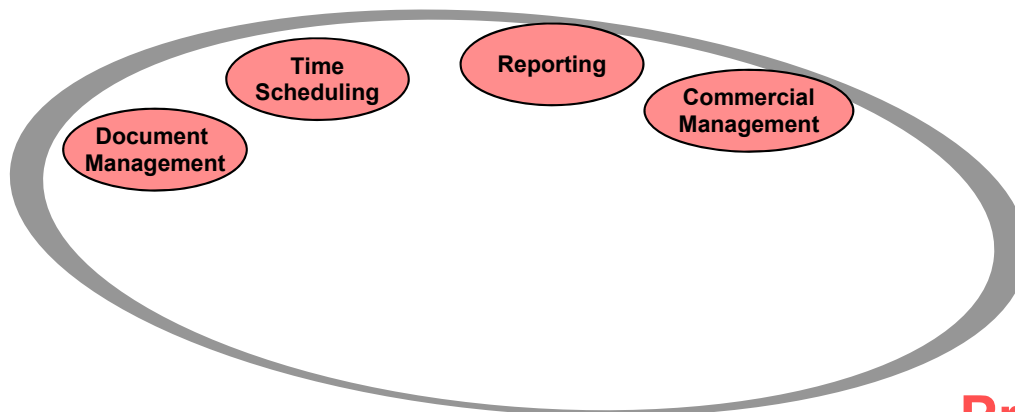 Time
Scheduling
Reporting
Commercial
Management
Document
Management